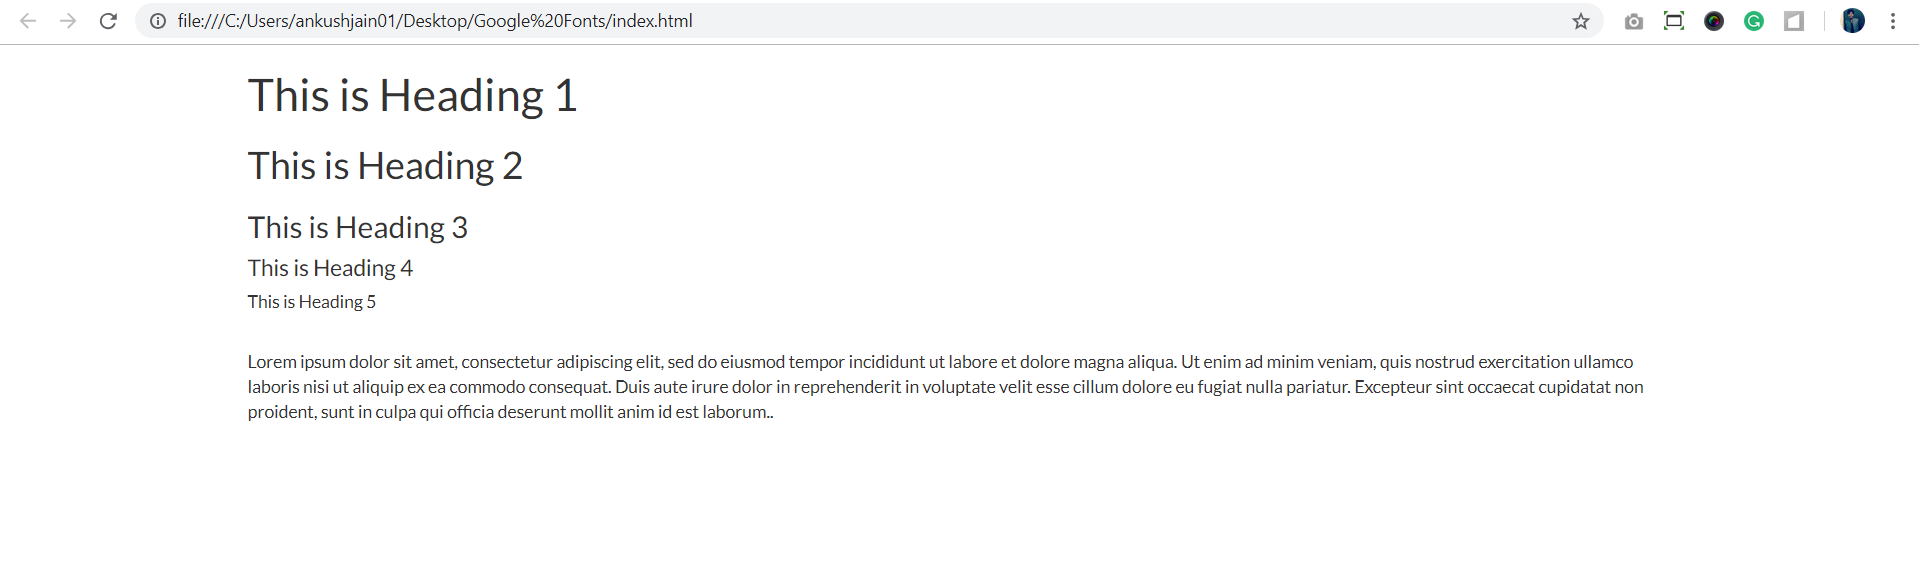 file:///C:/Users/ankushjain01/Desktop/Google%20Fonts/index.html
This is Heading 1
This is Heading 2
This is Heading 3
This is Heading 4
This is Heading 5
Lorem ipsum dolor sit amet, consectetur adipiscing elit, sed do eiusmod tempor incididunt ut labore et dolore magna aliqua. Ut enim ad minim veniam, quis nostrud exercitation ullamco
laboris nisi ut aliquip ex ea commodo consequat. Duis aute irure dolor in reprehenderit in voluptate velit esse cillum dolore eu fugiat nulla pariatur. Excepteur sint occaecat cupidatat non
proident, sunt in culpa qui officia deserunt mollit anim id est laborum..